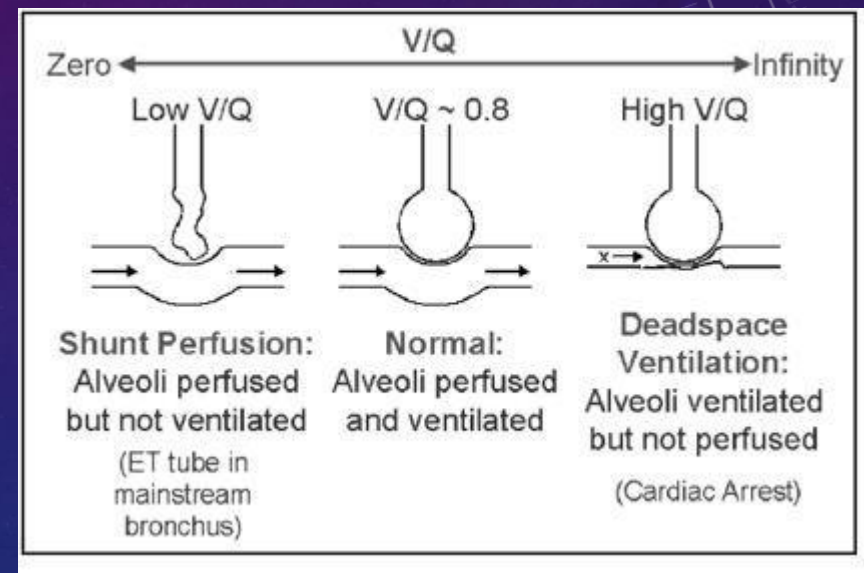 V/Q
Zero Infinity
Low V/Q
V/Q ~ 0.8
High V/Q
x
Shunt Perfusion:
Alveoli perfused
but not ventilated
(ET tube in
mainstream
bronchus)
Normal:
Alveoli perfused
and ventilated
Deadspace
Ventilation:
Alveoli ventilated
but not perfused
(Cardiac Arrest)